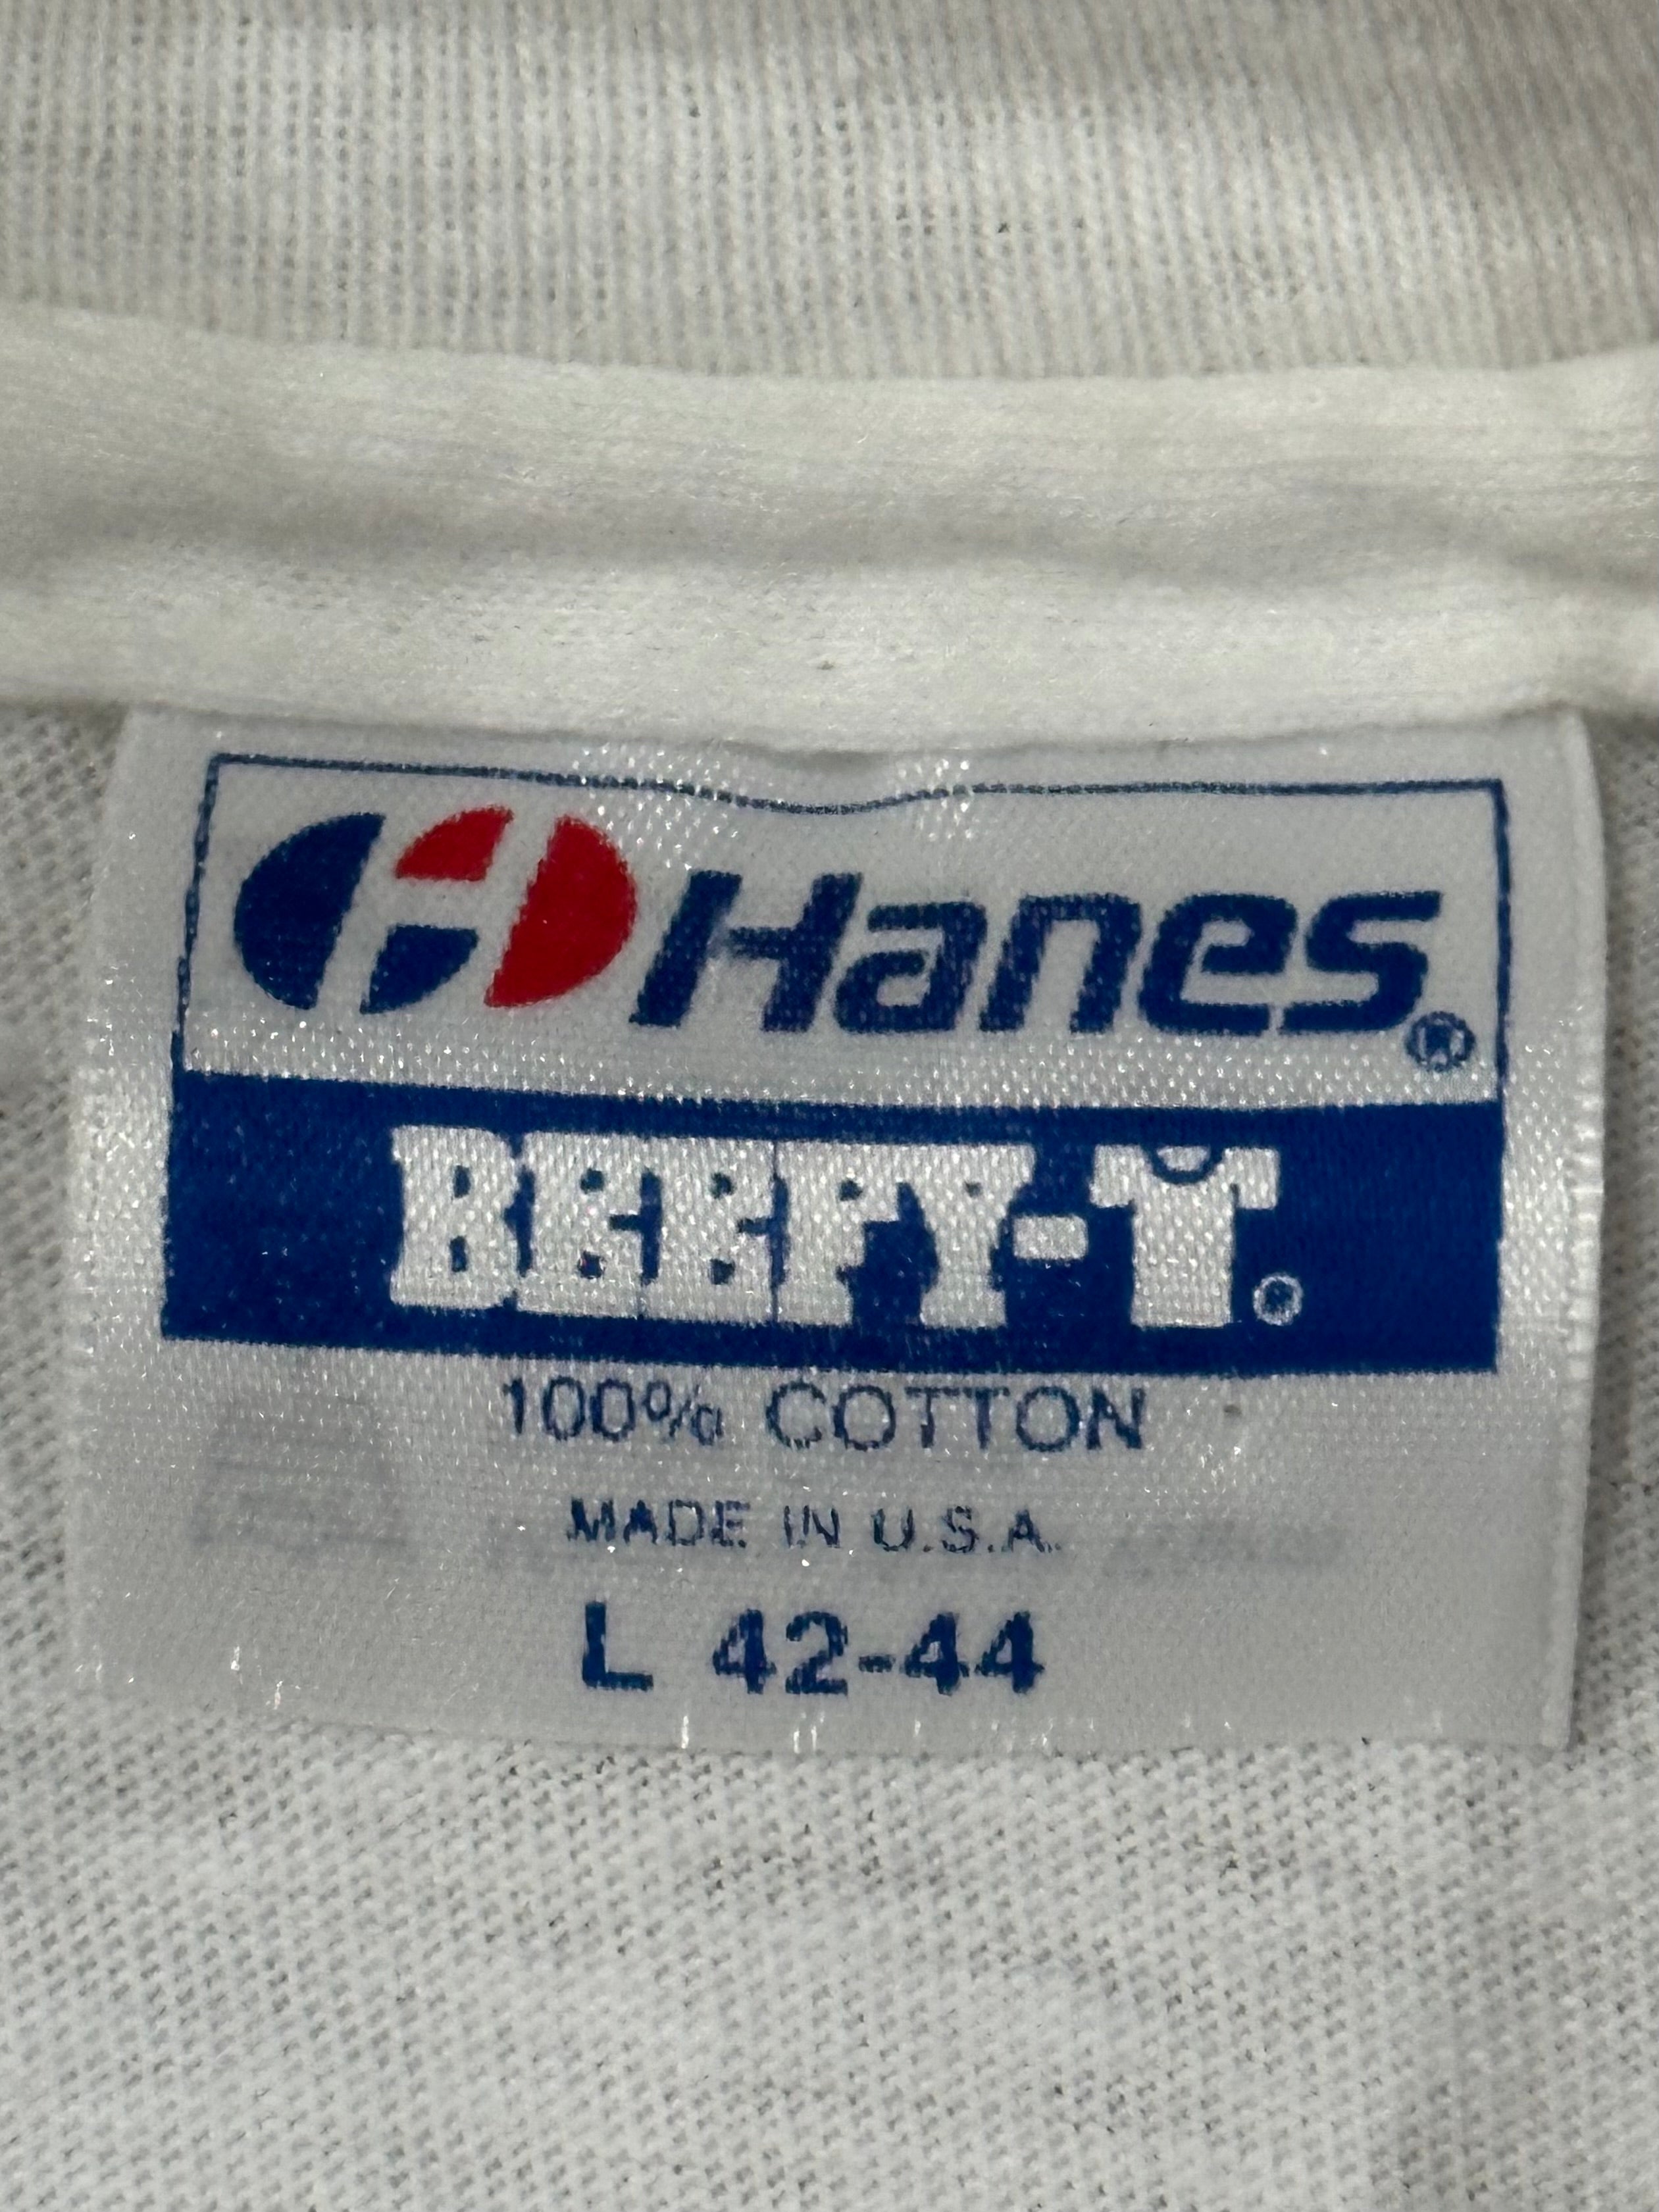 Hanes®
BEEFY-T®
100% COTTON
MADE IN U.S.A.
L 42-44